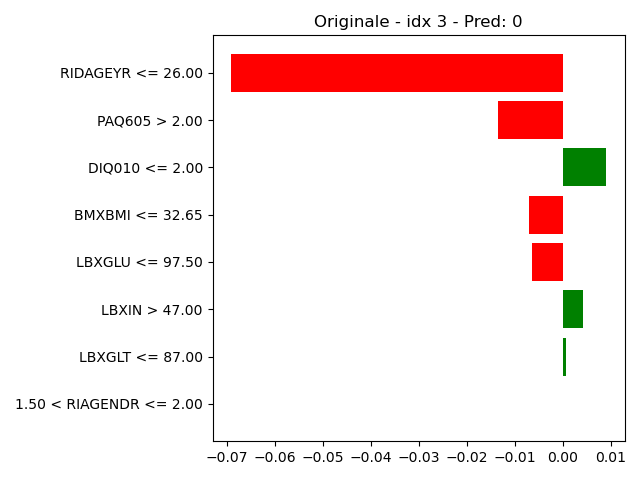 Originale - idx 3 - Pred: 0
RIDAGEYR <= 26.00
PAQ605 > 2.00
DIQ010 <= 2.00
BMXBMI <= 32.65
LBXGLU <= 97.50
LBXIN > 47.00
LBXGLT <= 87.00
1.50 < RIAGENDR <= 2.00
−0.07 −0.06 −0.05 −0.04 −0.03 −0.02 −0.01 0.00 0.01